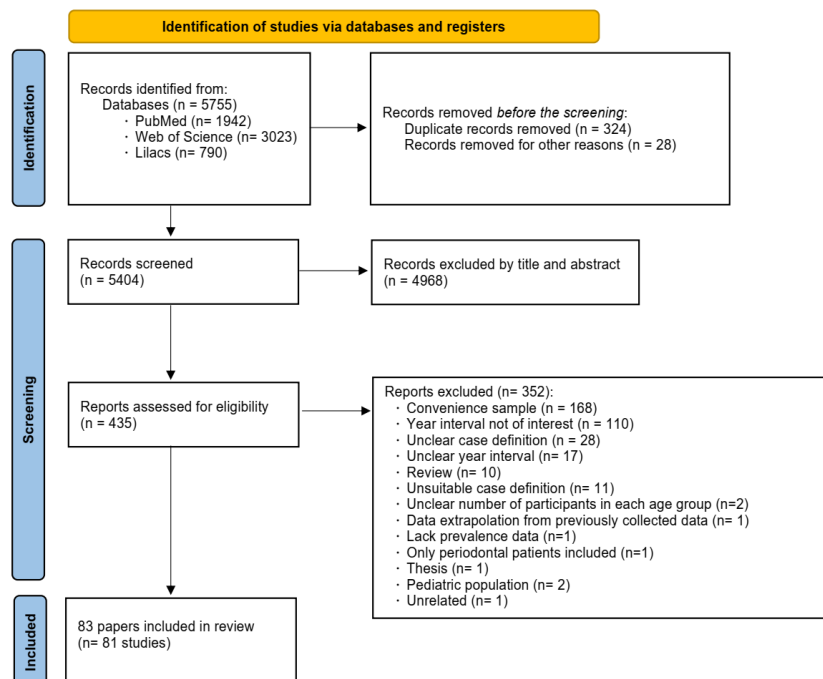 Identification of studies via databases and registers
Identification
Records identified from:
Databases (n = 5755)
· PubMed (n= 1942)
· Web of Science (n= 3023)
· Lilacs (n= 790)
Records removed before the screening:
Duplicate records removed (n = 324)
Records removed for other reasons (n = 28)
Screening
Records screened
(n = 5404)
Records excluded by title and abstract
(n = 4968)
Reports assessed for eligibility
(n = 435)
Reports excluded (n= 352):
· Convenience sample (n = 168)
· Year interval not of interest (n = 110)
· Unclear case definition (n = 28)
· Unclear year interval (n= 17)
· Review (n= 10)
· Unsuitable case definition (n= 11)
· Unclear number of participants in each age group (n=2)
· Data extrapolation from previously collected data (n= 1)
· Lack prevalence data (n=1)
· Only periodontal patients included (n=1)
· Thesis (n= 1)
· Pediatric population (n= 2)
· Unrelated (n= 1)
Included
83 papers included in review
(n= 81 studies)